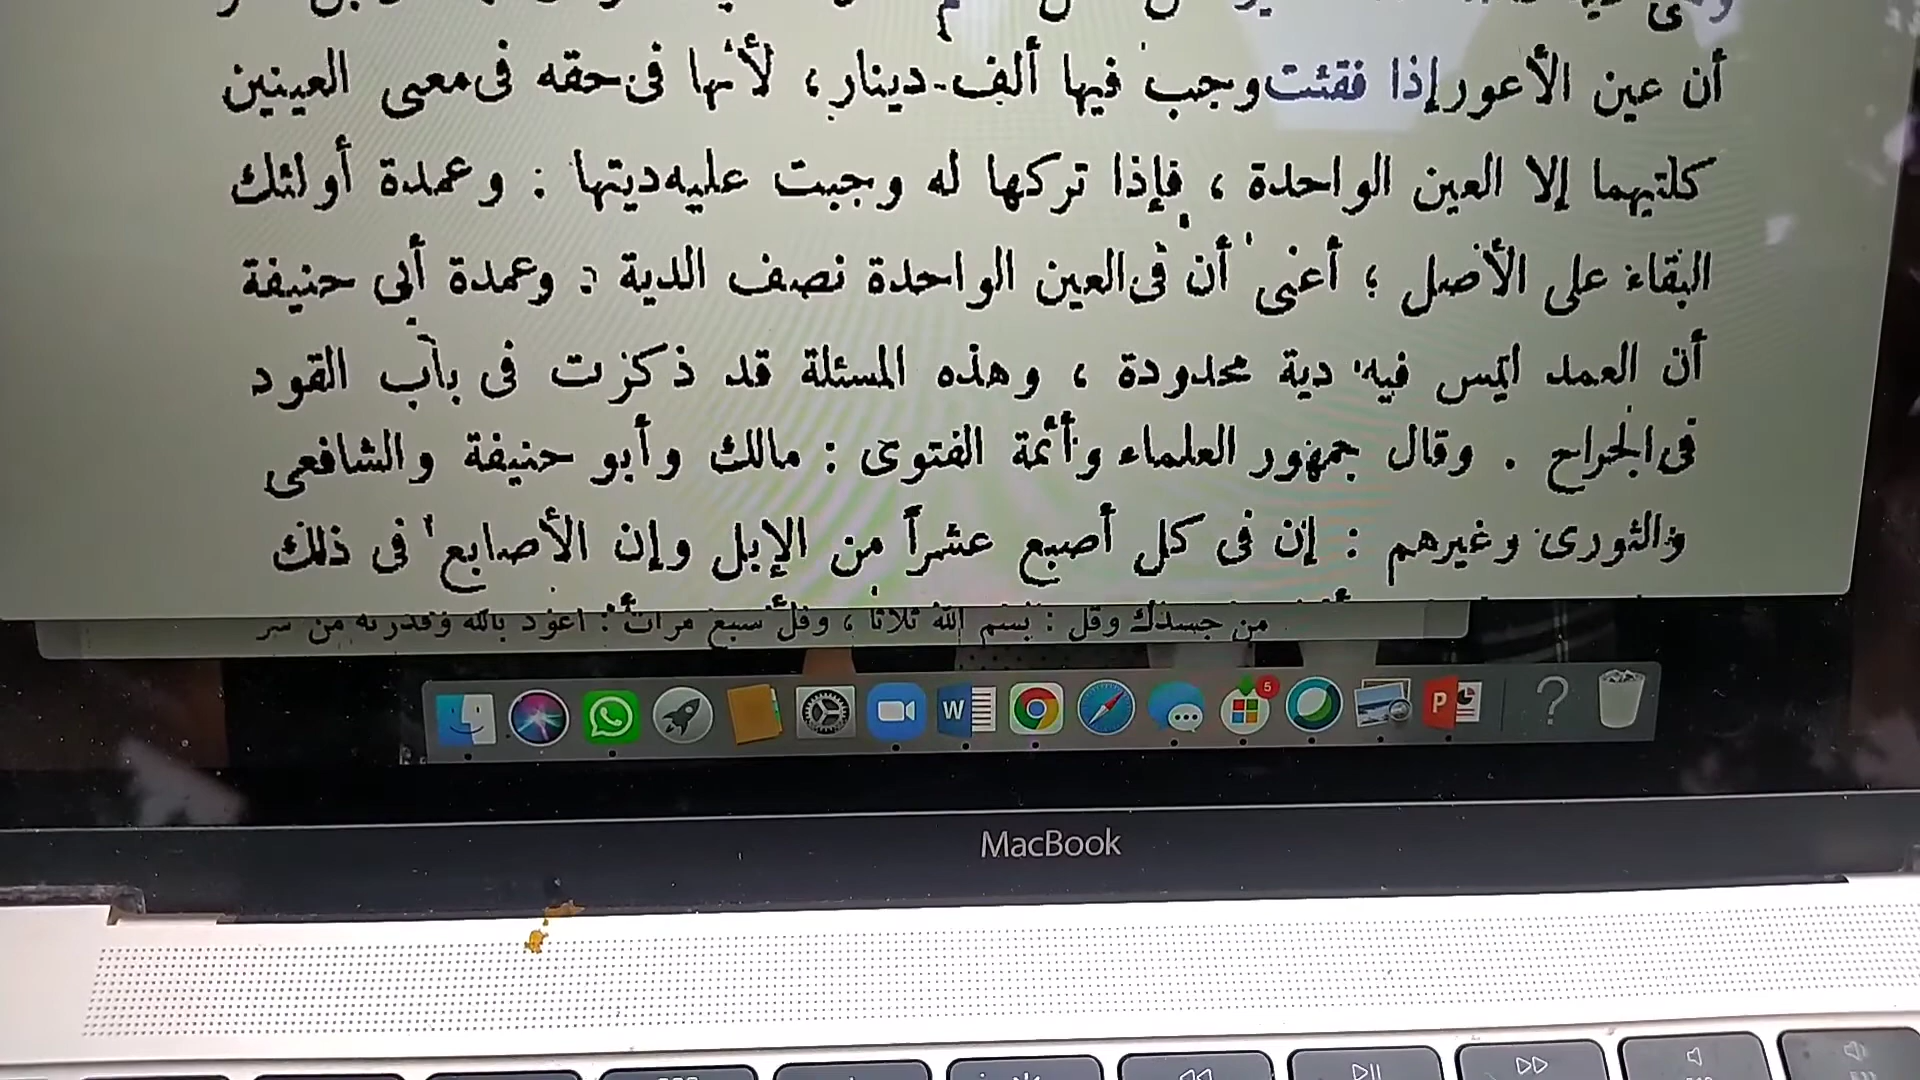 أن عين الأعور إذا فقئت وجب فيها ألف دينار ، لأنها فى حقه فى معنى العينين
كلتيهما إلا العين الواحدة ، فإذا تركها له وجبت عليه ديتها : وعمدة أولئك
البقاء على الأصل ؛ أعنى أن فى العين الواحدة نصف الدية : وعمدة أبى حنيفة
أن العمد ليس فيه دية محدودة ، وهذه المسئلة قد ذكرت فى باب القود
فى الجراح . وقال جمهور العلماء وأئمة الفتوى : مالك وأبو حنيفة والشافعى
والثورى وغيرهم : إن فى كل أصبع عشراً من الإبل وإن الأصابع فى ذلك
من جسدك وقل : بسم الله ثلاثا ، وقل سبع مرات : أعوذ بالله وقدرته من شر
W
5
P
?
MacBook